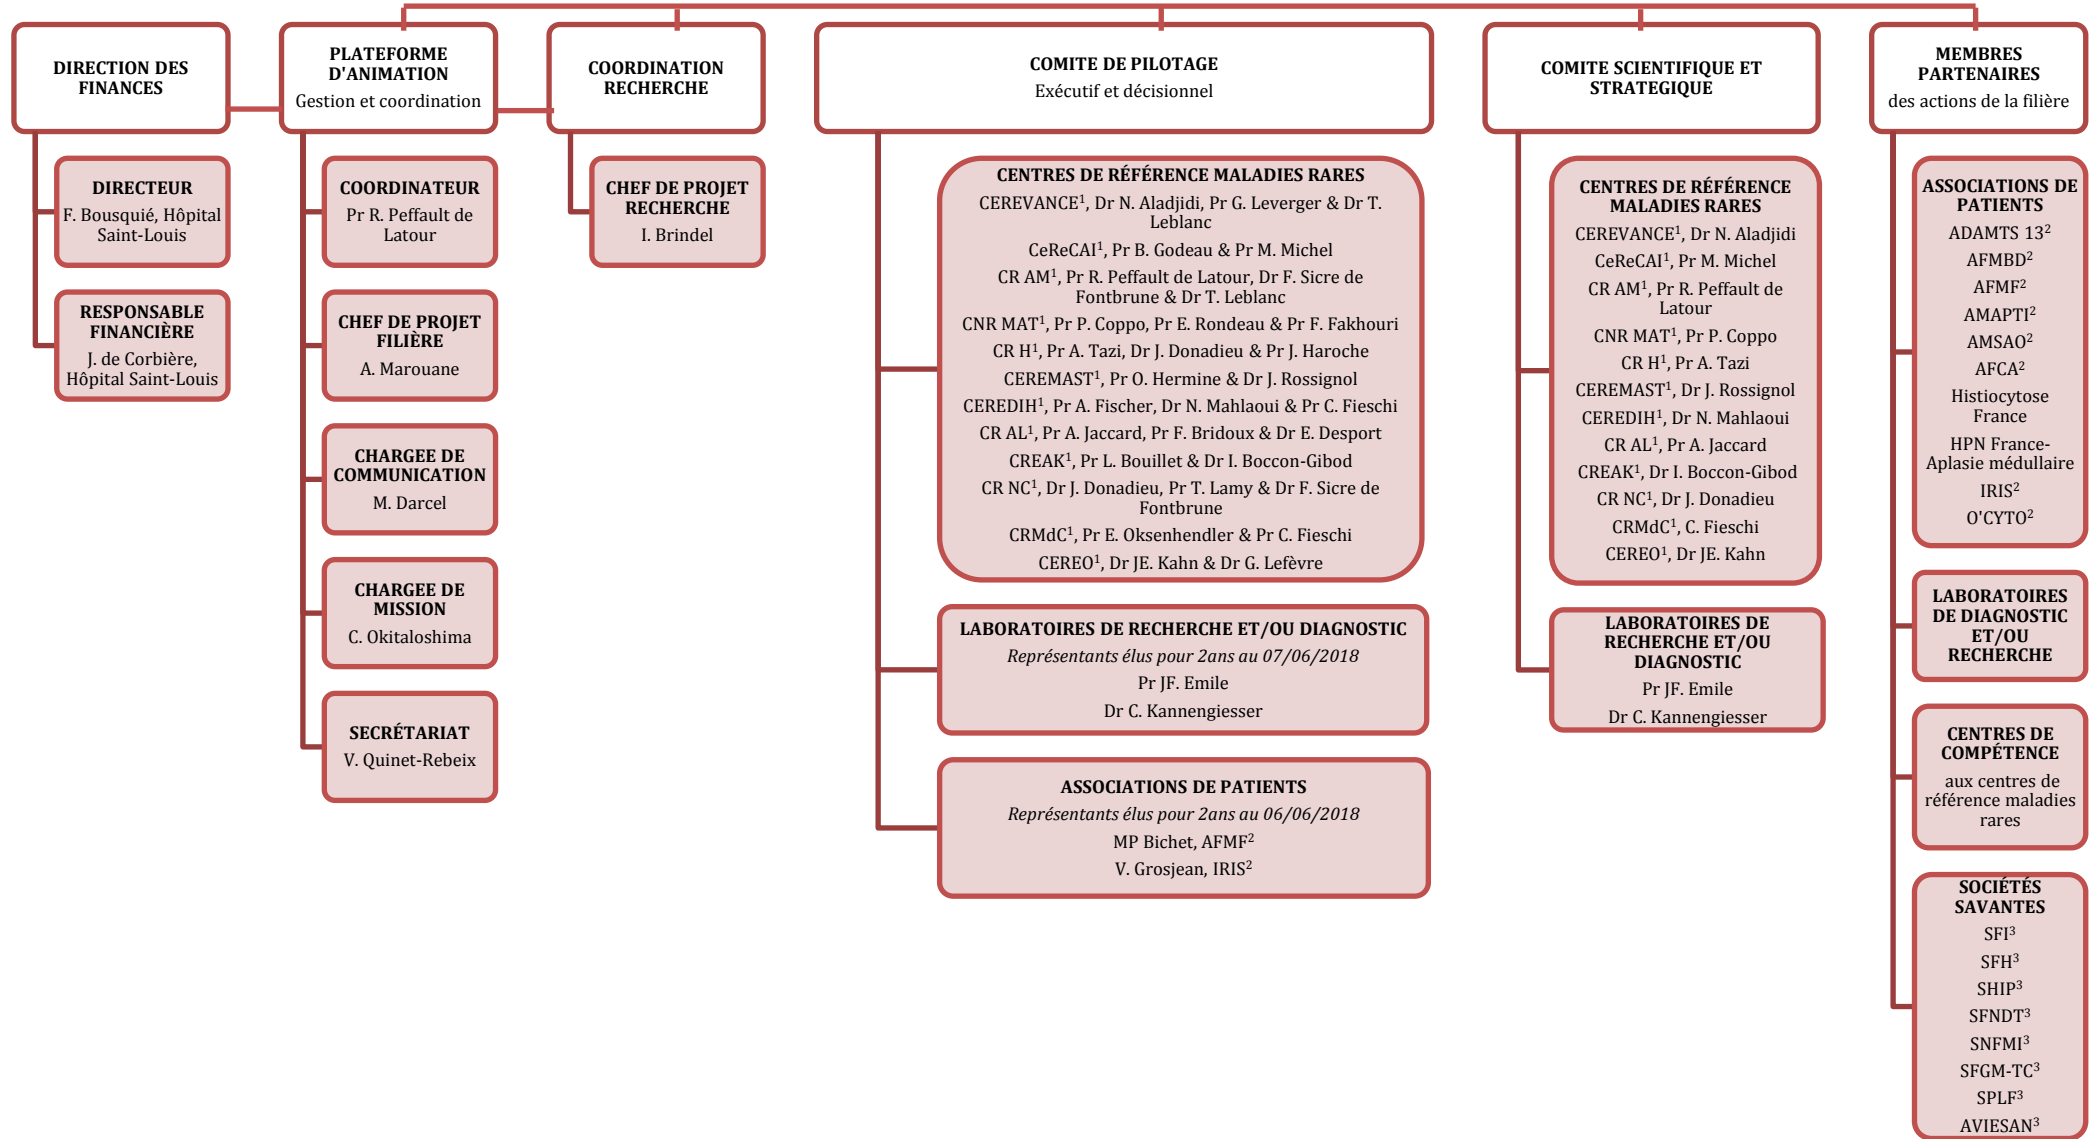 DIRECTION DES
FINANCES
DIRECTEUR
F. Bousquié, Hôpital
Saint-Louis
RESPONSABLE
FINANCIÈRE
J. de Corbière,
Hôpital Saint-Louis
PLATEFORME
D'ANIMATION
Gestion et coordination
COORDINATEUR
Pr R. Peffault de
Latour
CHEF DE PROJET
FILIÈRE
A. Marouane
CHARGEE DE
COMMUNICATION
M. Darcel
CHARGEE DE
MISSION
C. Okitaloshima
SECRÉTARIAT
V. Quinet-Rebeix
COORDINATION
RECHERCHE
CHEF DE PROJET
RECHERCHE
I. Brindel
COMITE DE PILOTAGE
Exécutif et décisionnel
CENTRES DE RÉFÉRENCE MALADIES RARES
CEREVANCE¹, Dr N. Aladjidi, Pr G. Leverger & Dr T.
Leblanc
CeReCAI¹, Pr B. Godeau & Pr M. Michel
CR AM¹, Pr R. Peffault de Latour, Dr F. Sicre de
Fontbrune & Dr T. Leblanc
CNR MAT¹, Pr P. Coppo, Pr E. Rondeau & Pr F. Fakhouri
CR H¹, Pr A. Tazi, Dr J. Donadieu & Pr J. Haroche
CEREMAST¹, Pr O. Hermine & Dr J. Rossignol
CEREDIH¹, Pr A. Fischer, Dr N. Mahlaoui & Pr C. Fieschi
CR AL¹, Pr A. Jaccard, Pr F. Bridoux & Dr E. Desport
CREAK¹, Pr L. Bouillet & Dr I. Boccon-Gibod
CR NC¹, Dr J. Donadieu, Pr T. Lamy & Dr F. Sicre de
Fontbrune
CRMdC¹, Pr E. Oksenhendler & Pr C. Fieschi
CEREO¹, Dr JE. Kahn & Dr G. Lefèvre
LABORATOIRES DE RECHERCHE ET/OU DIAGNOSTIC
Représentants élus pour 2ans au 07/06/2018
Pr JF. Emile
Dr C. Kannengiesser
ASSOCIATIONS DE PATIENTS
Représentants élus pour 2ans au 06/06/2018
MP Bichet, AFMF²
V. Grosjean, IRIS²
COMITE SCIENTIFIQUE ET
STRATEGIQUE
CENTRES DE RÉFÉRENCE
MALADIES RARES
CEREVANCE¹, Dr N. Aladjidi
CeReCAI¹, Pr M. Michel
CR AM¹, Pr R. Peffault de
Latour
CNR MAT¹, Pr P. Coppo
CR H¹, Pr A. Tazi
CEREMAST¹, Dr J. Rossignol
CEREDIH¹, Dr N. Mahlaoui
CR AL¹, Pr A. Jaccard
CREAK¹, Dr I. Boccon-Gibod
CR NC¹, Dr J. Donadieu
CRMdC¹, C. Fieschi
CEREO¹, Dr JE. Kahn
LABORATOIRES DE
RECHERCHE ET/OU
DIAGNOSTIC
Pr JF. Emile
Dr C. Kannengiesser
MEMBRES
PARTENAIRES
des actions de la filière
ASSOCIATIONS DE
PATIENTS
ADAMTS 13²
AFMBD²
AFMF²
AMAPTI²
AMSAO²
AFCA²
Histiocytose
France
HPN France-
Aplasie médullaire
IRIS²
O'CYTO²
LABORATOIRES
DE DIAGNOSTIC
ET/OU
RECHERCHE
CENTRES DE
COMPÉTENCE
aux centres de
référence maladies
rares
SOCIÉTÉS
SAVANTES
SFI³
SFH³
SHIP³
SFNDT³
SNFMI³
SFGM-TC³
SPLF³
AVIESAN³